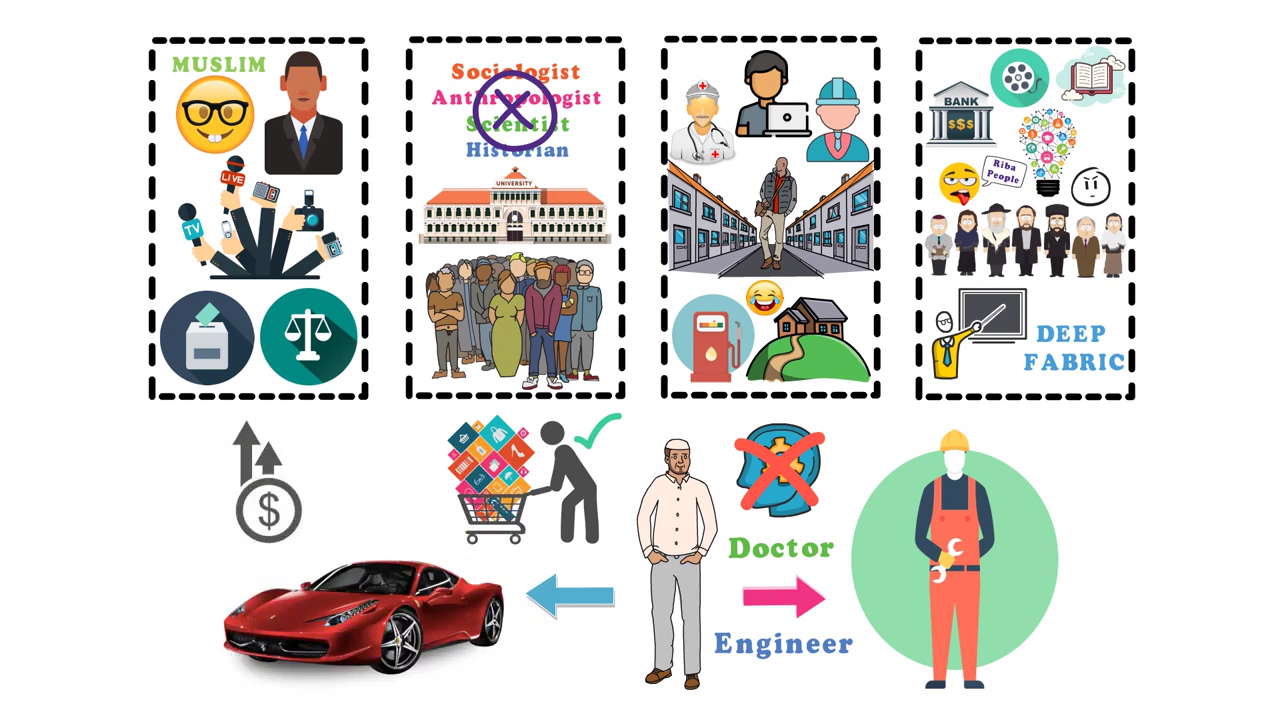 MUSLIM
LIVE
TV
Sociologist
Anthropologist
Scientist
Historian
UNIVERSITY
BANK
$$$
Riba
People
DEEP
FABRIC
$
Doctor
Engineer